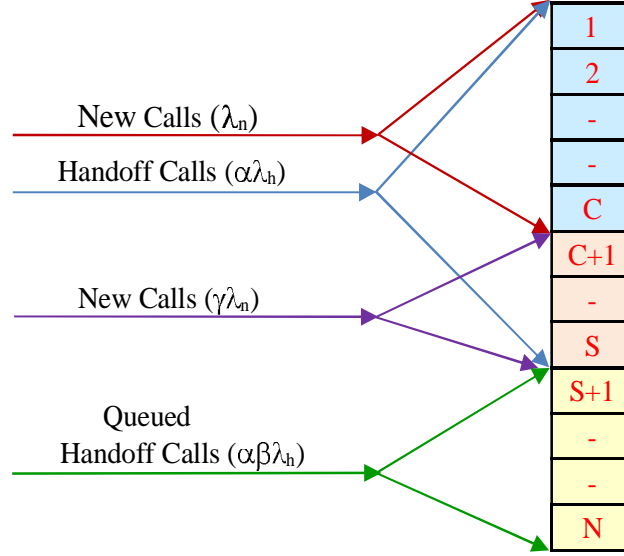 New Calls (λn)
Handoff Calls (αλh)
New Calls (γλn)
Queued
Handoff Calls (αβλh)
1
2
-
-
C
C+1
-
S
S+1
-
-
N